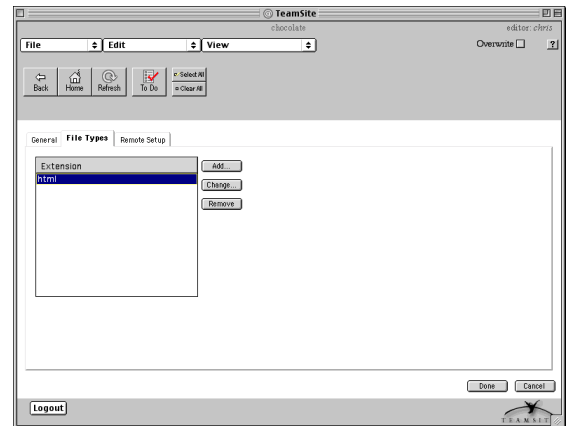 TeamSite
chocolate
editor: chris
File Edit View Overwrite ?
Select All
Back Home Refresh To Do Clear All
General File Types Remote Setup
Extension Add...
html Change...
Remove
Done Cancel
Logout
TEAMSITE